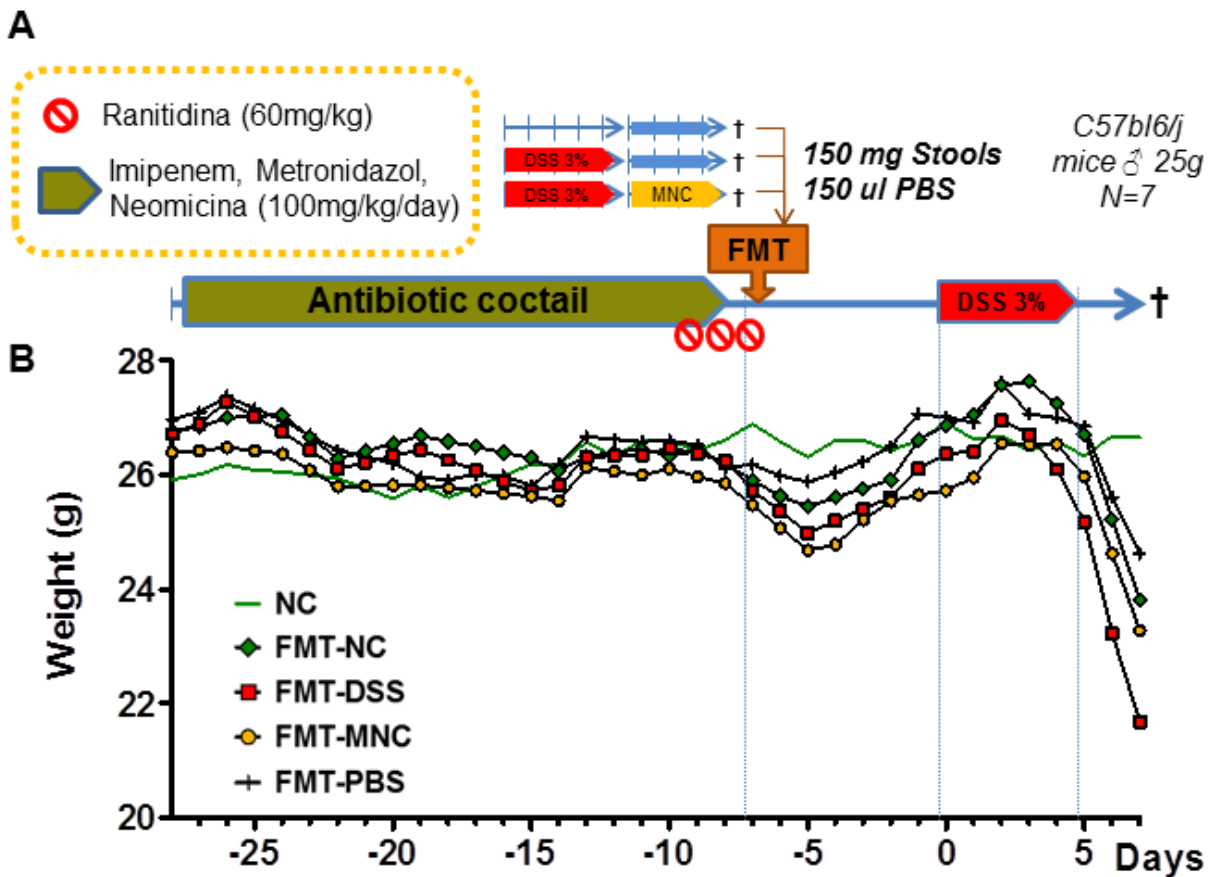 A
Ranitidina (60mg/kg)
Imipenem, Metronidazol,
Neomicina (100mg/kg/day)
†
DSS 3%
†
DSS 3%
MNC
†
150 mg Stools
150 ul PBS
C57bl6/j
mice ♂ 25g
N=7
FMT
Antibiotic coctail
DSS 3%
†
B
Weight (g)
28
26
24
22
20
NC
FMT-NC
FMT-DSS
FMT-MNC
FMT-PBS
-25
-20
-15
-10
-5
0
5
Days